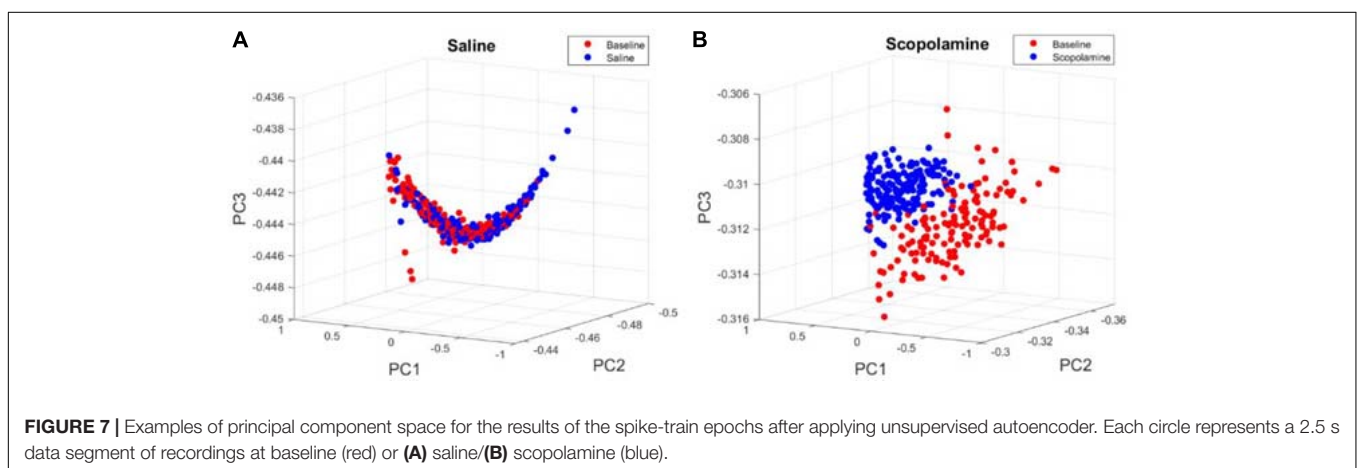 A
Saline
Baseline
Saline
-0.436
-0.438
-0.44
-0.442
-0.444
-0.446
-0.448
-0.45
PC3
1
0.5
0
-0.5
-1
PC1
-0.44
-0.46
-0.48
-0.5
PC2
B
Scopolamine
Baseline
Scopolamine
-0.306
-0.308
-0.31
-0.312
-0.314
-0.316
PC3
1
0.5
0
-0.5
-1
PC1
-0.3
-0.32
-0.34
-0.36
PC2
FIGURE 7 | Examples of principal component space for the results of the spike-train epochs after applying unsupervised autoencoder. Each circle represents a 2.5 s
data segment of recordings at baseline (red) or (A) saline/(B) scopolamine (blue).